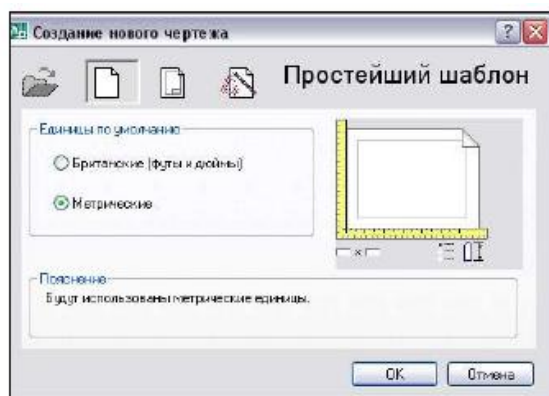 Создание нового чертежа
Простейший шаблон
Единицы по умолчанию
Британские (футы и дюймы)
Метрические
Пояснение
Будут использованы метрические единицы.
OK
Отмена